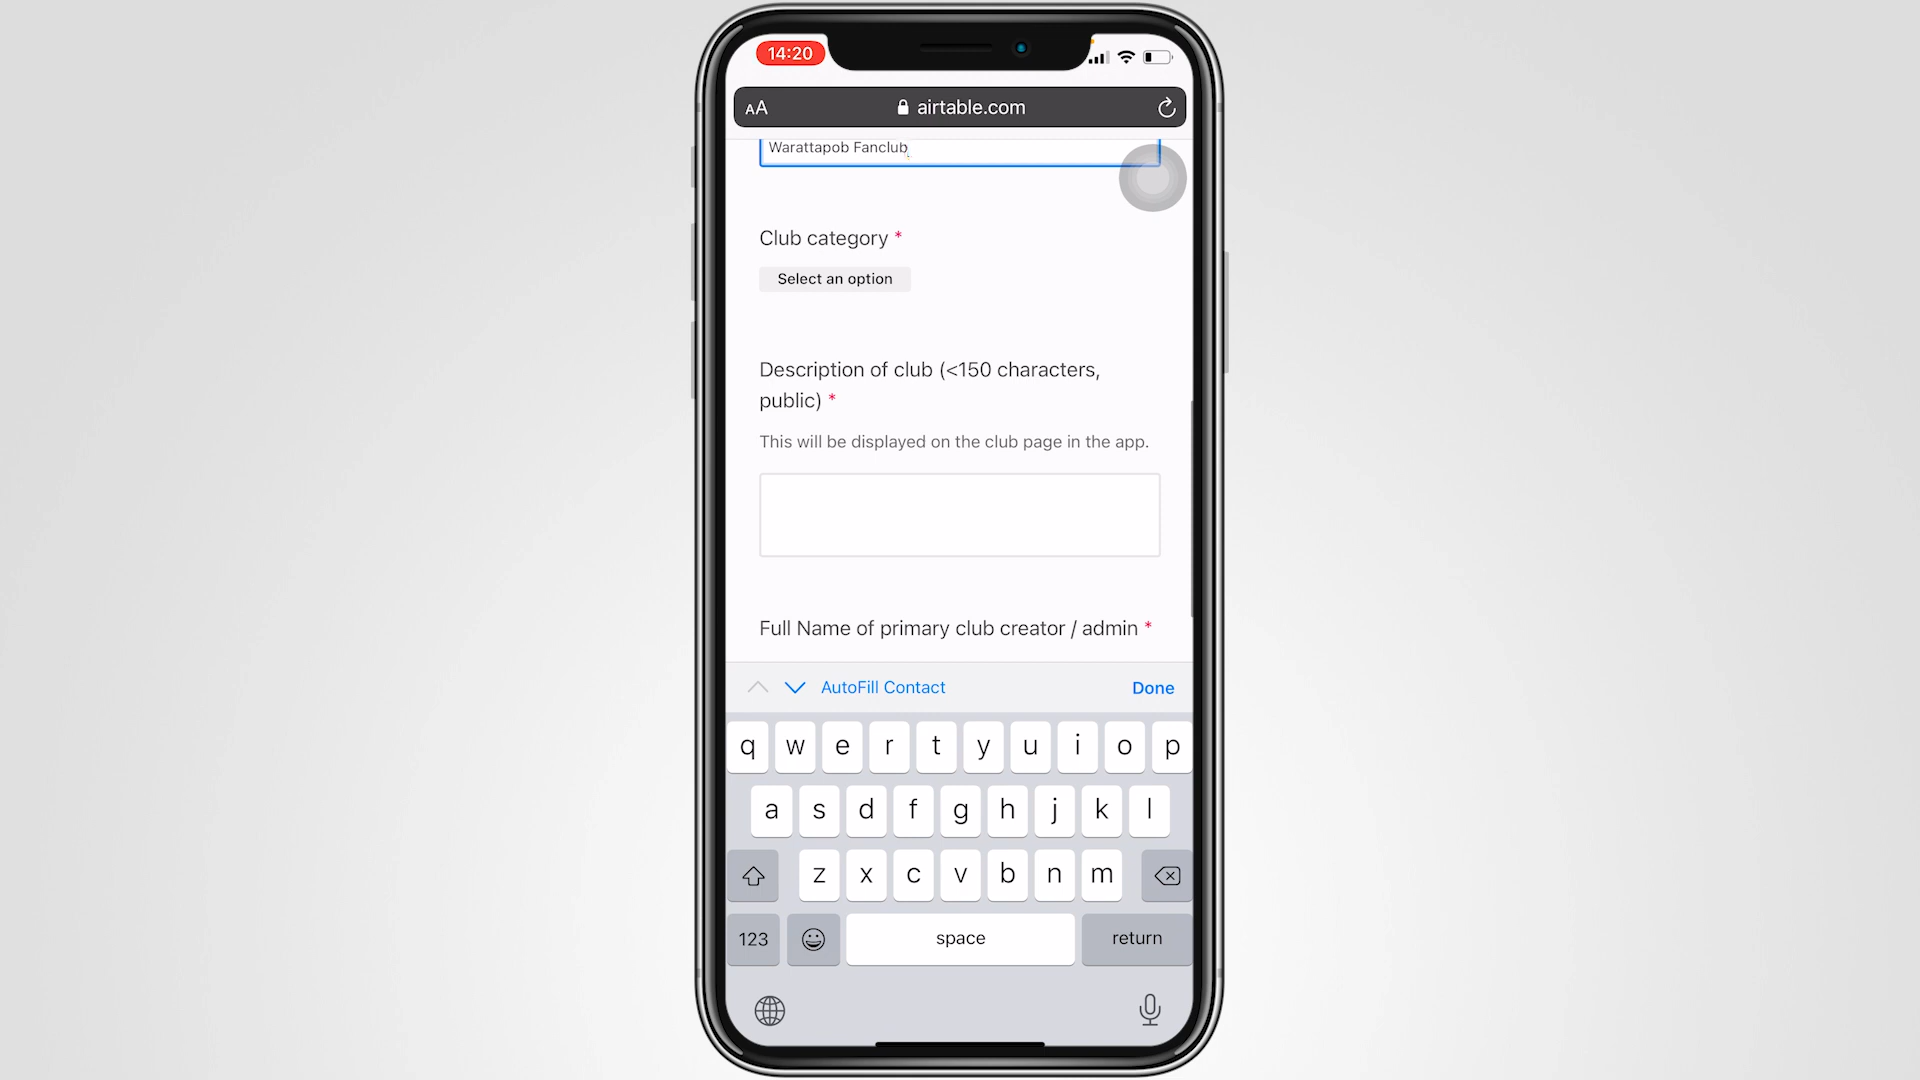 14:20
AA airtable.com
Warattapob Fanclub
Club category *
Select an option
Description of club (<150 characters,
public) *
This will be displayed on the club page in the app.
Full Name of primary club creator / admin *
AutoFill Contact Done
q w e r t y u i o p
a s d f g h j k l
z x c v b n m
123 space return